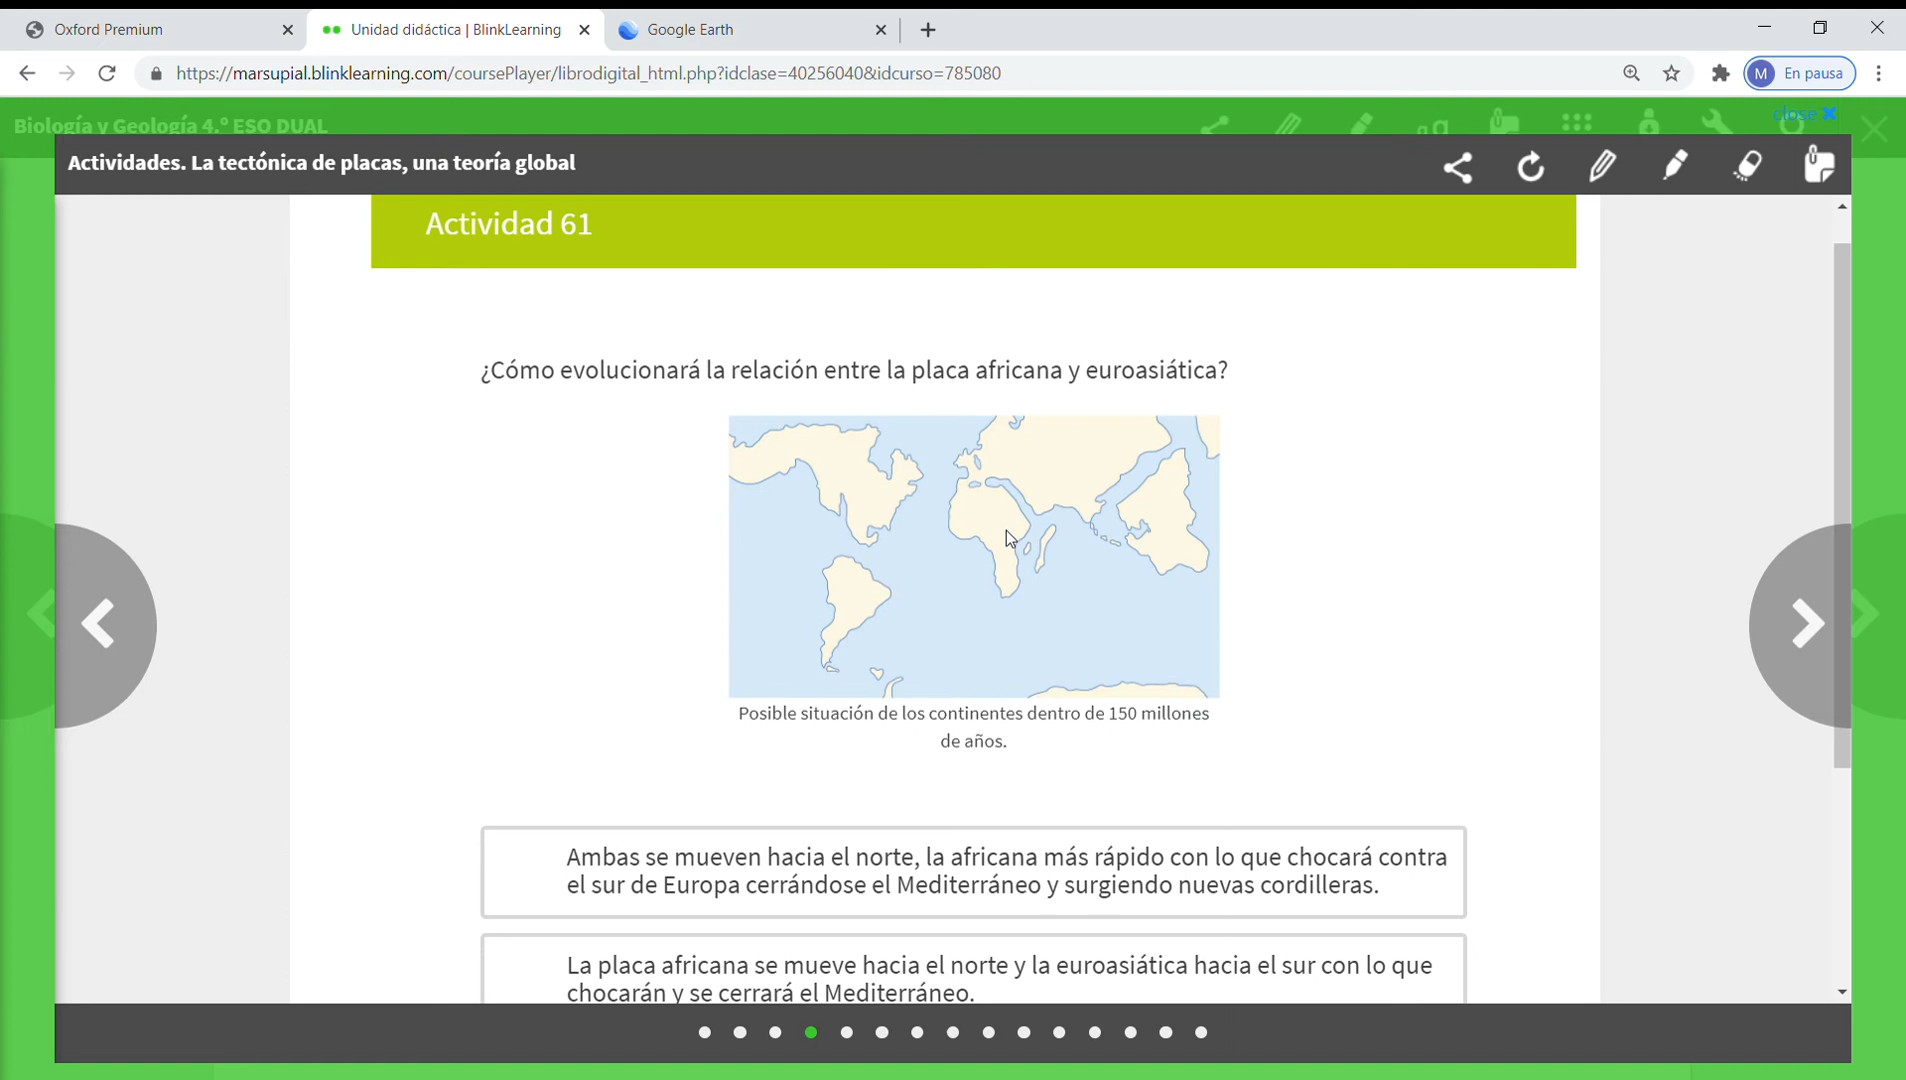 Oxford Premium
Unidad didáctica | BlinkLearning
Google Earth
https://marsupial.blinklearning.com/coursePlayer/librodigital_html.php?idclase=40256040&idcurso=785080
M En pausa
Biología y Geología 4.º ESO DUAL
close
Actividades. La tectónica de placas, una teoría global
Actividad 61
¿Cómo evolucionará la relación entre la placa africana y euroasiática?
Posible situación de los continentes dentro de 150 millones
de años.
Ambas se mueven hacia el norte, la africana más rápido con lo que chocará contra
el sur de Europa cerrándose el Mediterráneo y surgiendo nuevas cordilleras.
La placa africana se mueve hacia el norte y la euroasiática hacia el sur con lo que
chocarán y se cerrará el Mediterráneo.